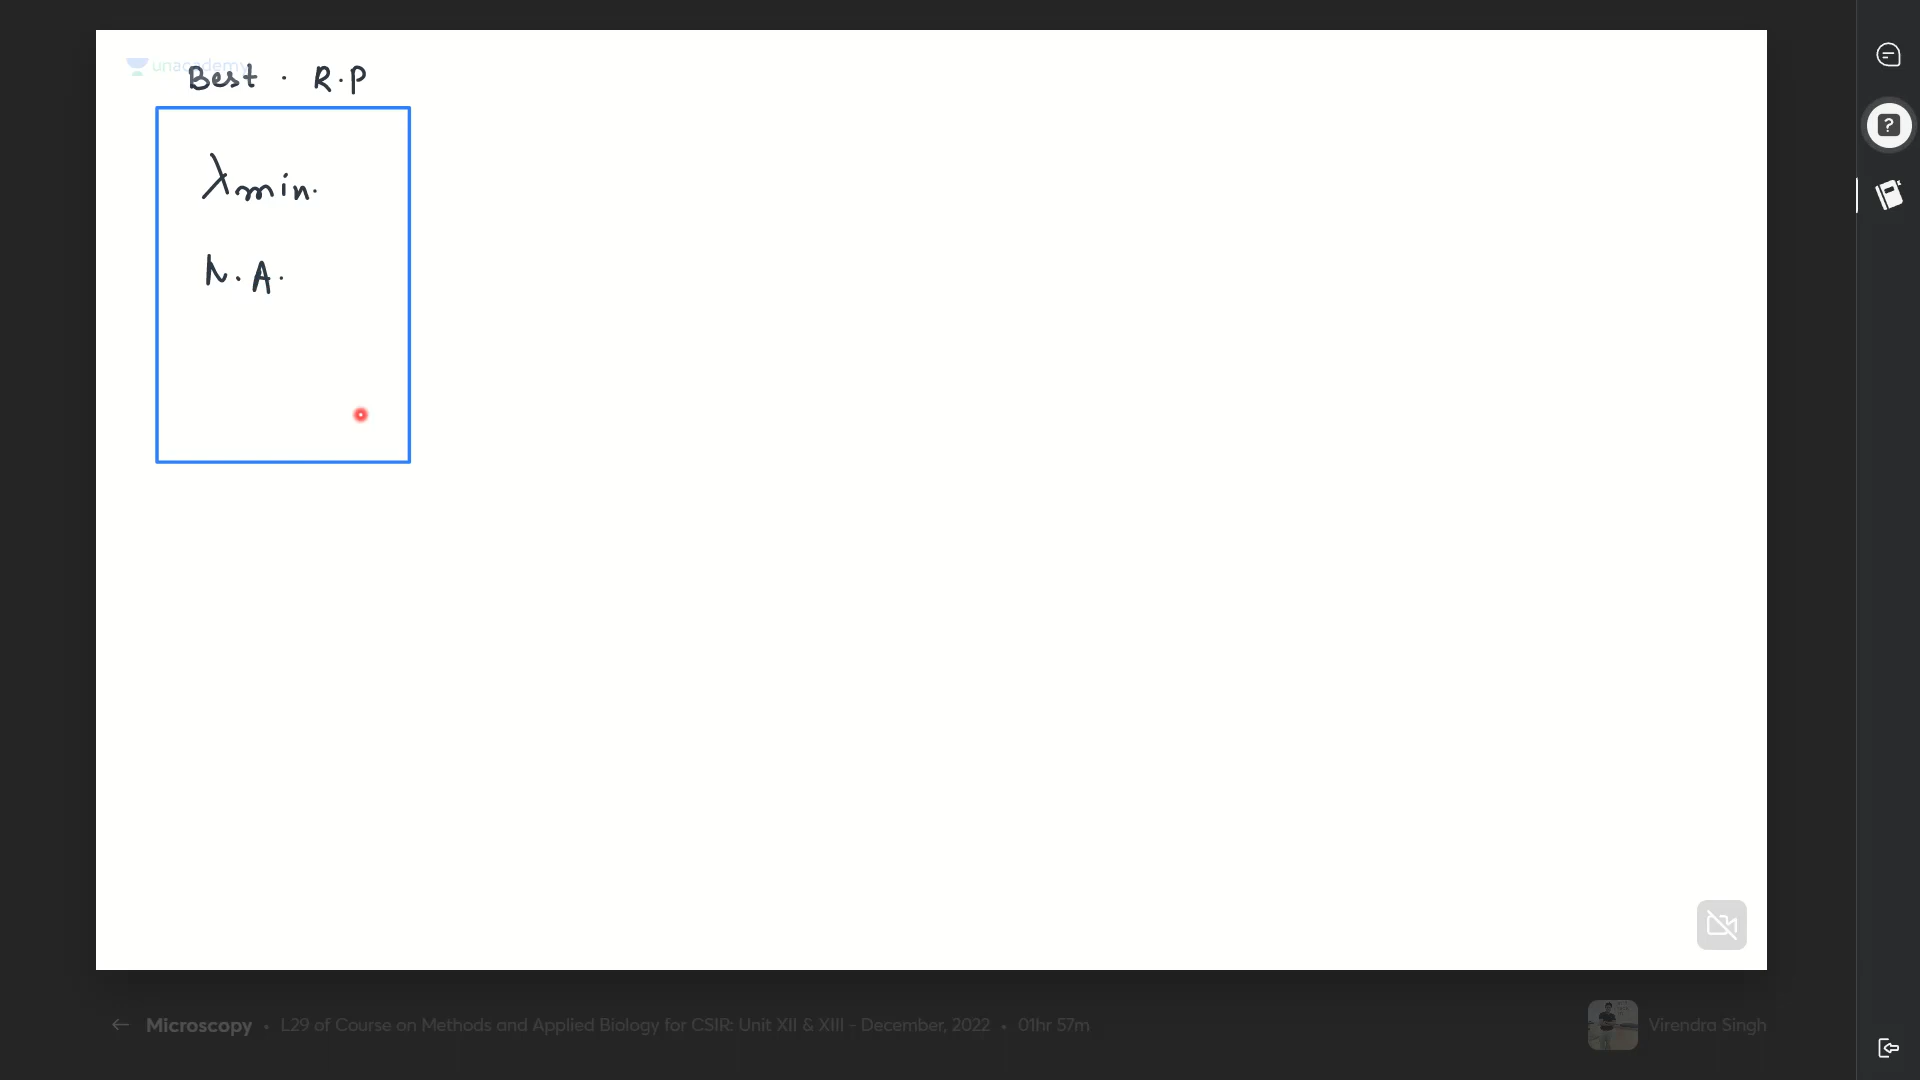 unacademy
Best . R.P
λmin.
N.A.
Microscopy • L29 of Course on Methods and Applied Biology for CSIR: Unit XII & XIII - December, 2022 • 01hr 57m
Virendra Singh